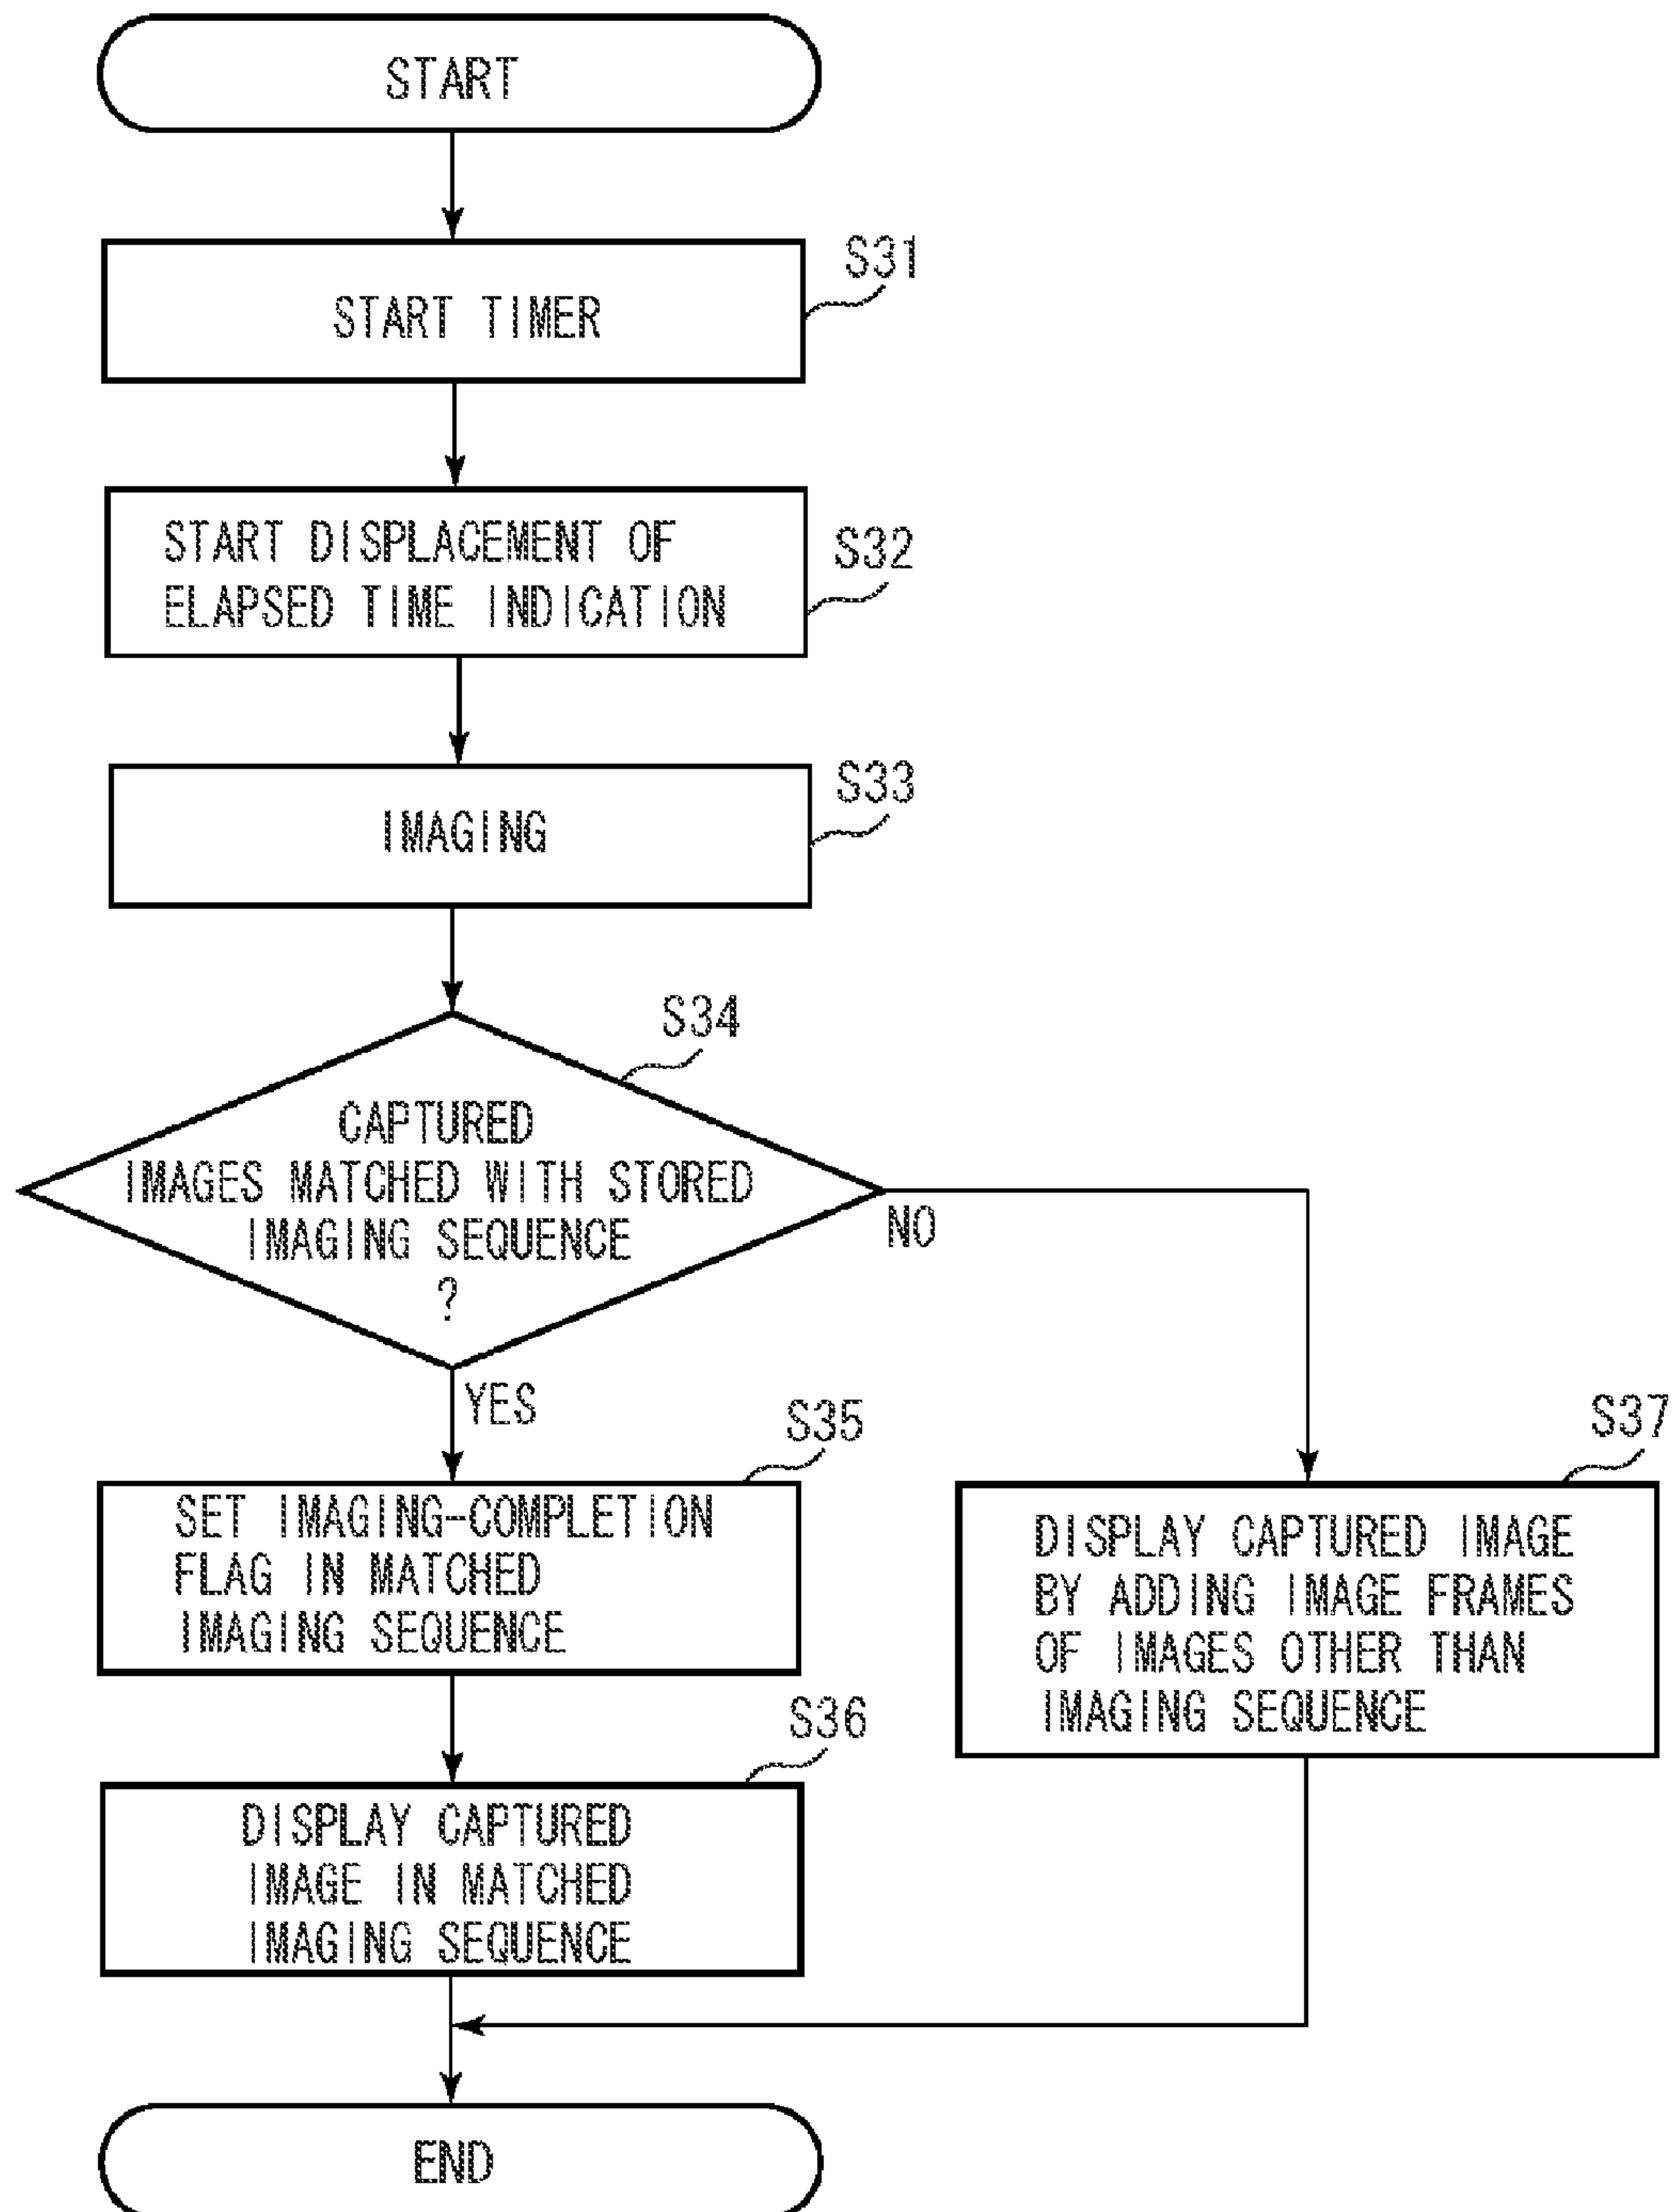 START
S31
START TIMER
S32
START DISPLACEMENT OF
ELAPSED TIME INDICATION
S33
IMAGING
S34
CAPTURED
IMAGES MATCHED WITH STORED
IMAGING SEQUENCE
?
NO
YES
S35
SET IMAGING-COMPLETION
FLAG IN MATCHED
IMAGING SEQUENCE
S37
DISPLAY CAPTURED IMAGE
BY ADDING IMAGE FRAMES
OF IMAGES OTHER THAN
IMAGING SEQUENCE
S36
DISPLAY CAPTURED
IMAGE IN MATCHED
IMAGING SEQUENCE
END